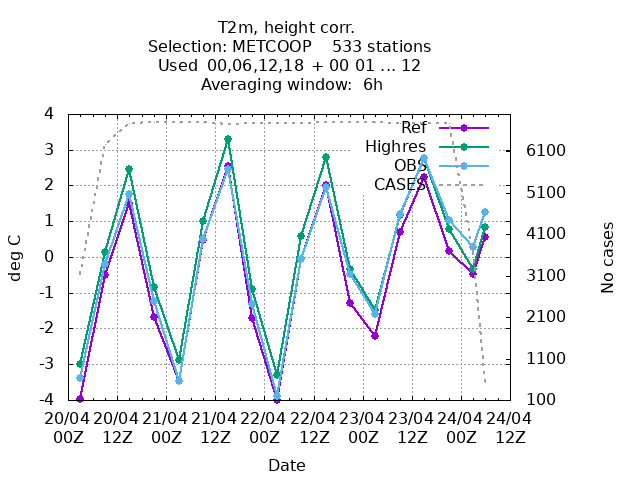 T2m, height corr.
Selection: METCOOP    533 stations
Used  00,06,12,18  + 00 01 ... 12
Averaging window:  6h
Ref
Highres
OBS
CASES
4
3
2
1
0
-1
-2
-3
-4
deg C
6100
5100
4100
3100
2100
1100
100
No cases
20/04 20/04 21/04 21/04 22/04 22/04 23/04 23/04 24/04 24/04
00Z 12Z 00Z 12Z 00Z 12Z 00Z 12Z 00Z 12Z
Date